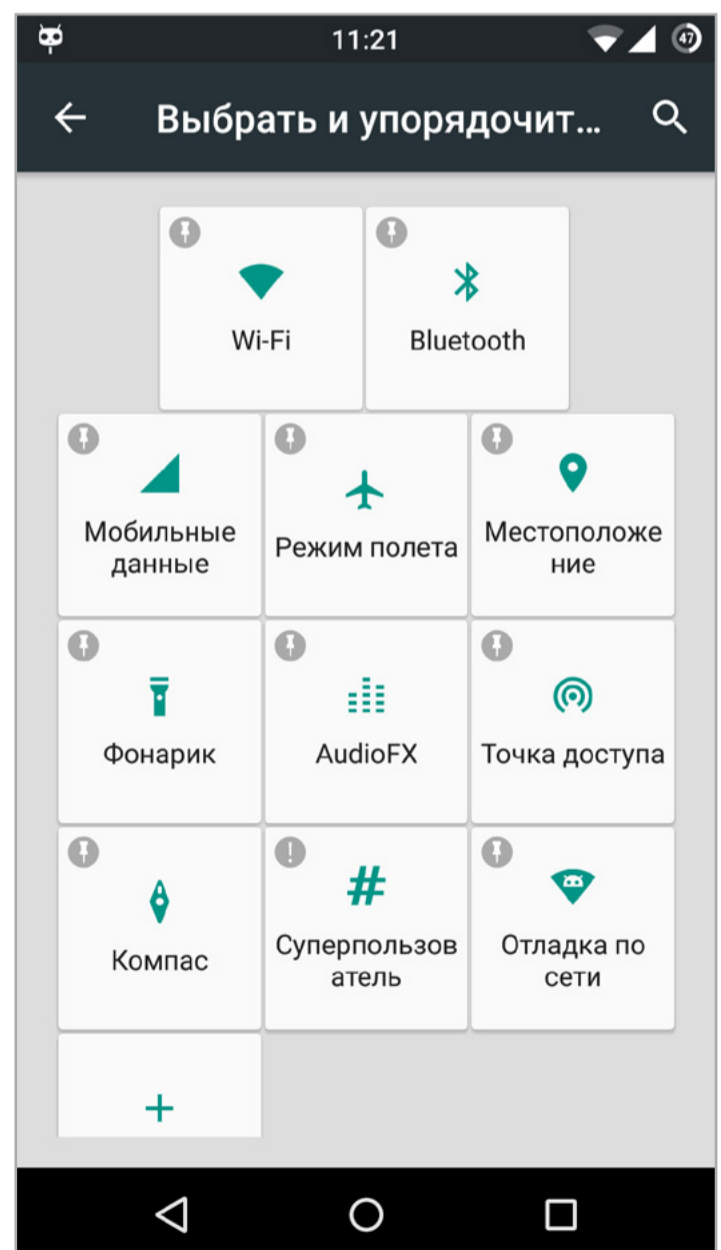 11:21
47
Выбрать и упорядочит...
Wi-Fi
Bluetooth
Мобильные
данные
Режим полета
Местоположе
ние
Фонарик
AudioFX
Точка доступа
Компас
#
Суперпользов
атель
Отладка по
сети